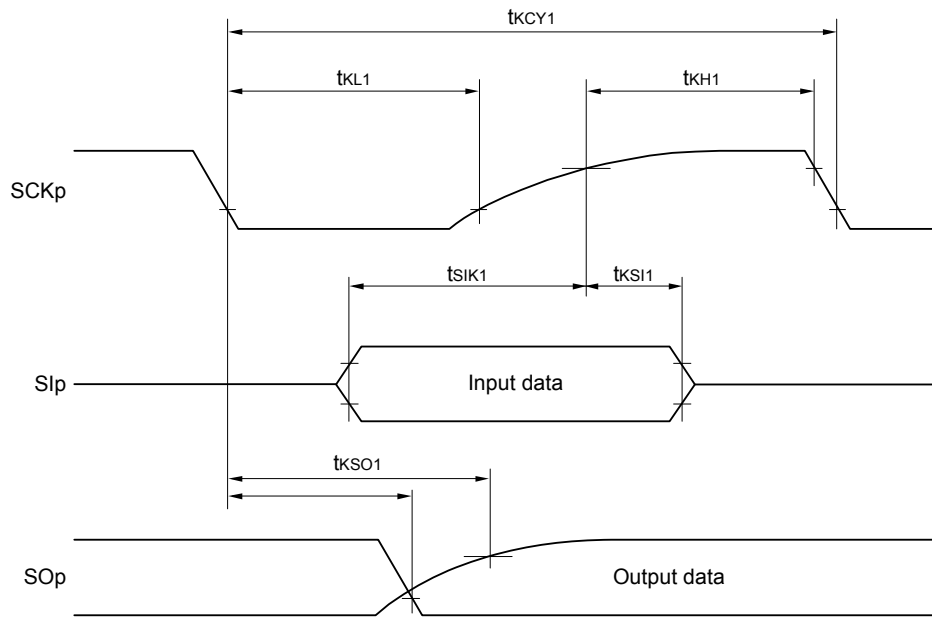 tKCY1
tKL1
tKH1
SCKp
tSIK1
tKSI1
SIp
Input data
tKSO1
SOp
Output data